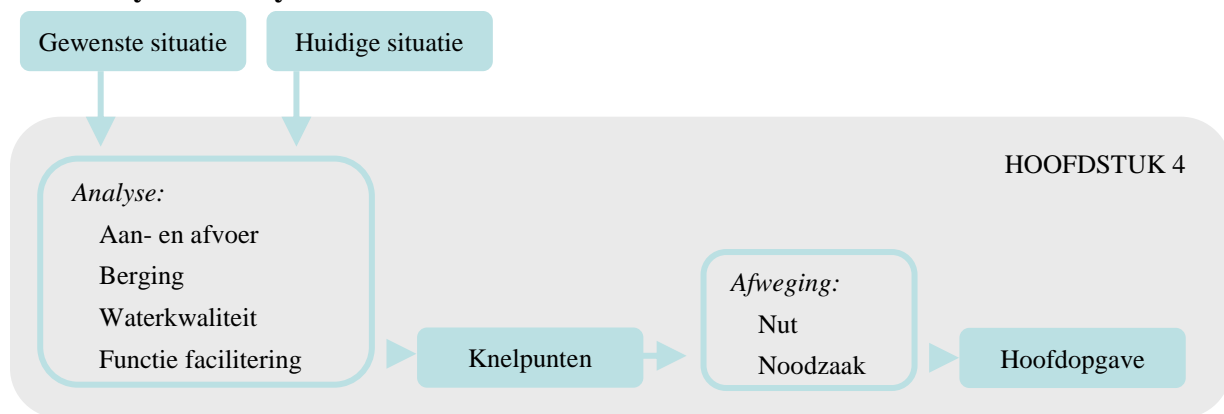 Gewenste situatie
Huidige situatie
HOOFDSTUK 4
Analyse:
Aan- en afvoer
Berging
Waterkwaliteit
Functie facilitering
Knelpunten
Afweging:
Nut
Noodzaak
Hoofdopgave